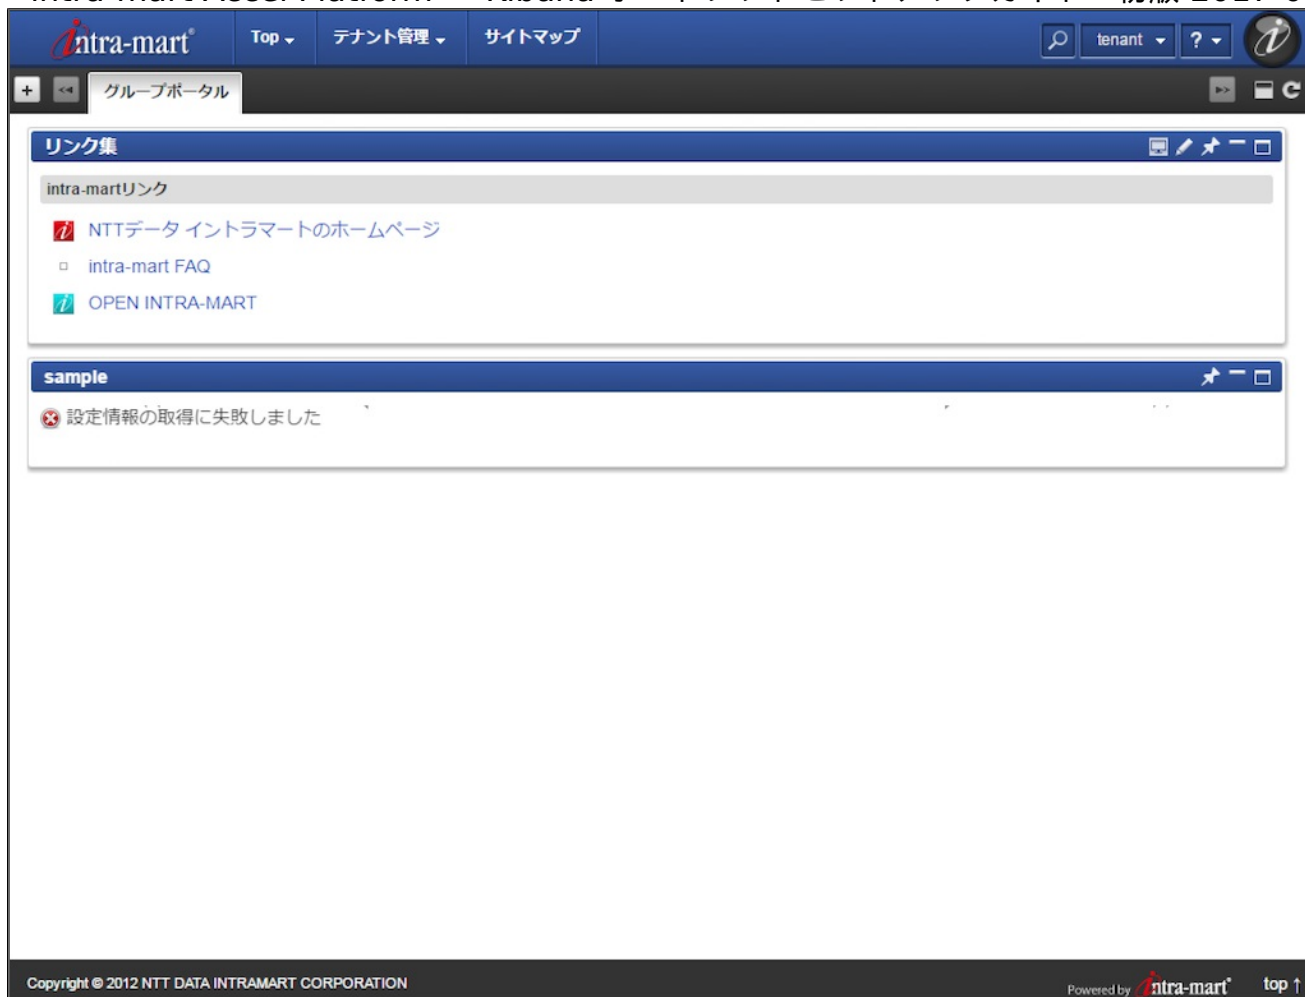 intra-mart®
Top
テナント管理
サイトマップ
tenant
?
グループポータル
リンク集
intra-martリンク
NTTデータ イントラマートのホームページ
intra-mart FAQ
OPEN INTRA-MART
sample
設定情報の取得に失敗しました
Copyright © 2012 NTT DATA INTRAMART CORPORATION
Powered by intra-mart®
top ↑